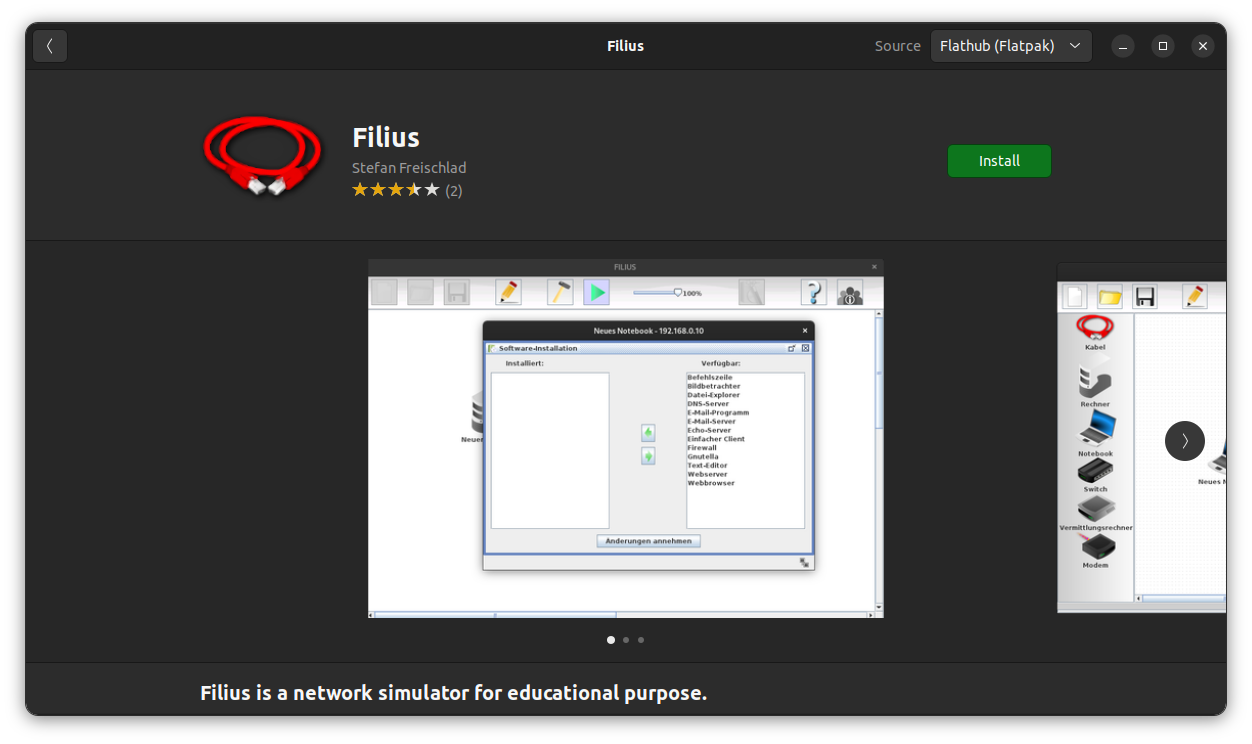 Filius
Source
Flathub (Flatpak)
Filius
Stefan Freischlad
(2)
Install
FILIUS
100%
Neues Notebook - 192.168.0.10
Software-Installation
Installiert:
Verfügbar:
Befehlszeile
Bildbetrachter
Datei-Explorer
DNS-Server
E-Mail-Programm
E-Mail-Server
Echo-Server
Einfacher Client
Firewall
Gnutella
Text-Editor
Webserver
Webbrowser
Änderungen annehmen
Neuer
Kabel
Rechner
Notebook
Switch
Vermittlungsrechner
Modem
Neues N
Filius is a network simulator for educational purpose.